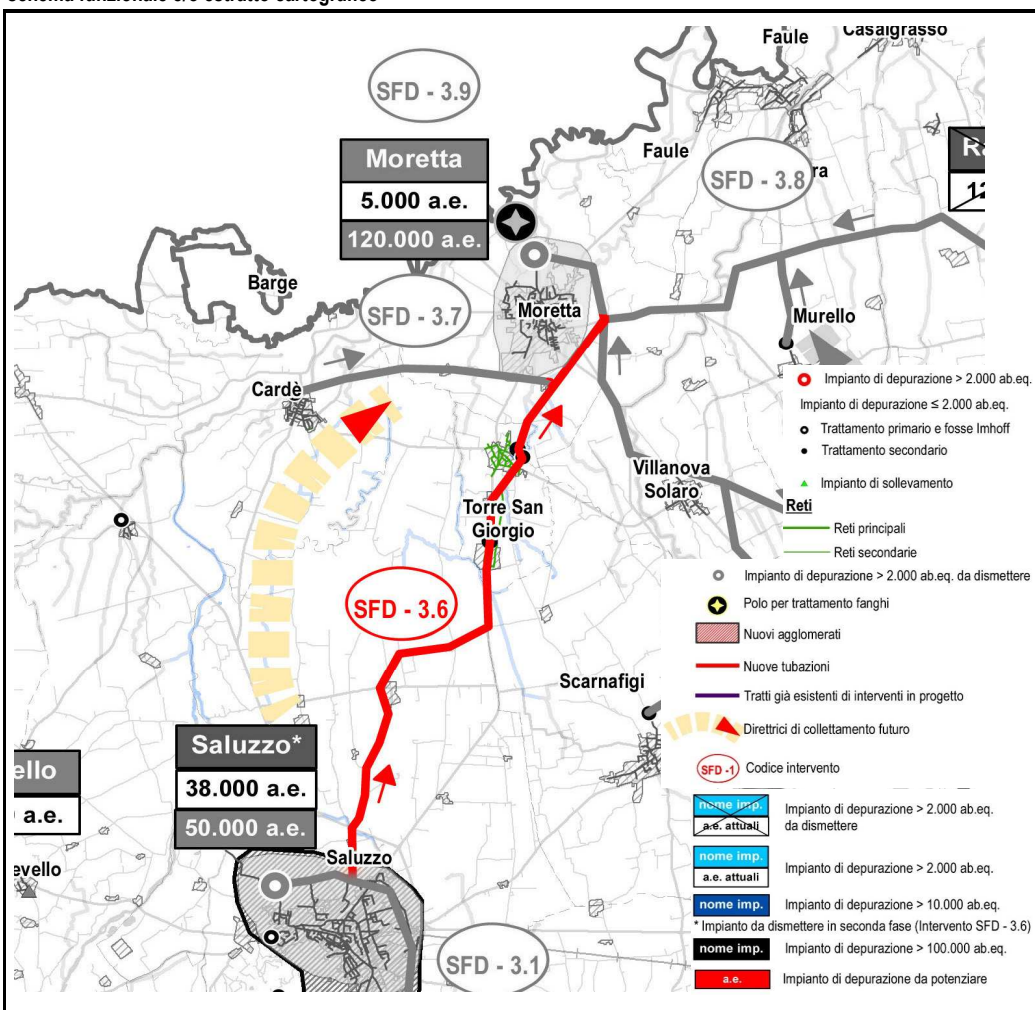 Faule
Casalgrasso
SFD - 3.9
Moretta
5.000 a.e.
120.000 a.e.
Faule
SFD - 3.8
ra
12
Barge
SFD - 3.7
Moretta
Murello
Cardè
Impianto di depurazione > 2.000 ab.eq.
Impianto di depurazione ≤ 2.000 ab.eq.
Trattamento primario e fosse Imhoff
Trattamento secondario
Impianto di sollevamento
Reti
Reti principali
Reti secondarie
Villanova
Solaro
Torre San
Giorgio
Impianto di depurazione > 2.000 ab.eq. da dismettere
Polo per trattamento fanghi
Nuovi agglomerati
Nuove tubazioni
Tratti già esistenti di interventi in progetto
Direttrici di collettamento futuro
SFD -1
Codice intervento
SFD - 3.6
Scarnafigi
Saluzzo*
38.000 a.e.
50.000 a.e.
ello
a.e.
Saluzzo
evello
SFD - 3.1
nome imp.
a.e. attuali
Impianto di depurazione > 2.000 ab.eq.
da dismettere
nome imp.
a.e. attuali
Impianto di depurazione > 2.000 ab.eq.
nome imp.
Impianto di depurazione > 10.000 ab.eq.
* Impianto da dismettere in seconda fase (Intervento SFD - 3.6)
nome imp.
Impianto di depurazione > 100.000 ab.eq.
a.e.
Impianto di depurazione da potenziare